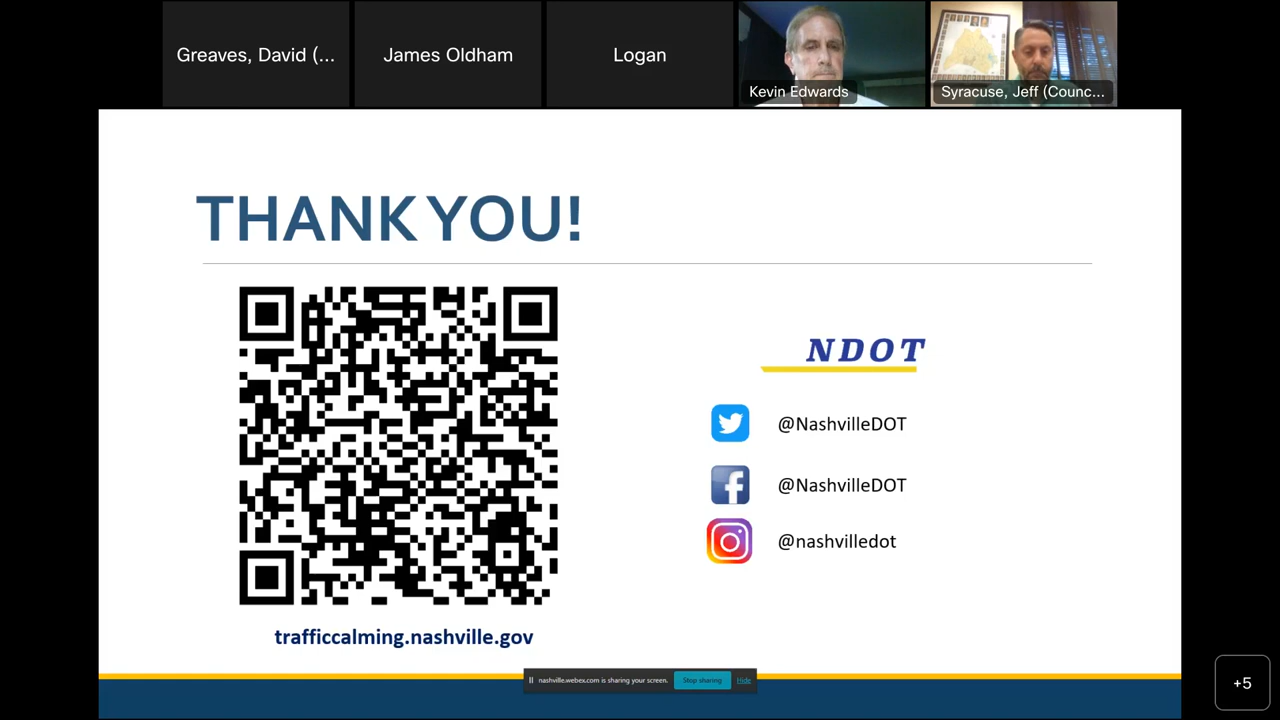 Greaves, David (...
James Oldham
Logan
Kevin Edwards
Syracuse, Jeff (Counc...
THANK YOU!
NDOT
@NashvilleDOT
@NashvilleDOT
@nashvilledot
trafficcalming.nashville.gov
nashville.webex.com is sharing your screen.
Stop sharing
Hide
+5